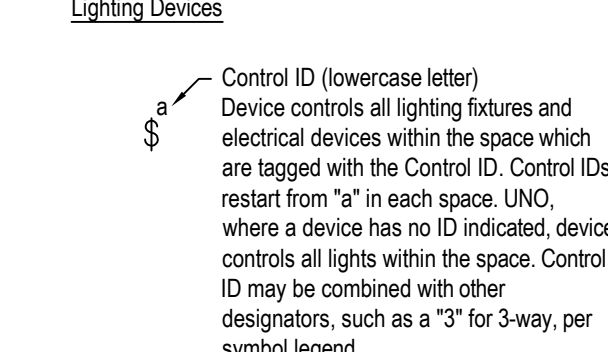 Lighting Devices
Control ID (lowercase letter)
a
$
Device controls all lighting fixtures and
electrical devices within the space which
are tagged with the Control ID. Control IDs
restart from "a" in each space. UNO,
where a device has no ID indicated, device
controls all lights within the space. Control
ID may be combined with other
designators, such as a "3" for 3-way, per
symbol legend